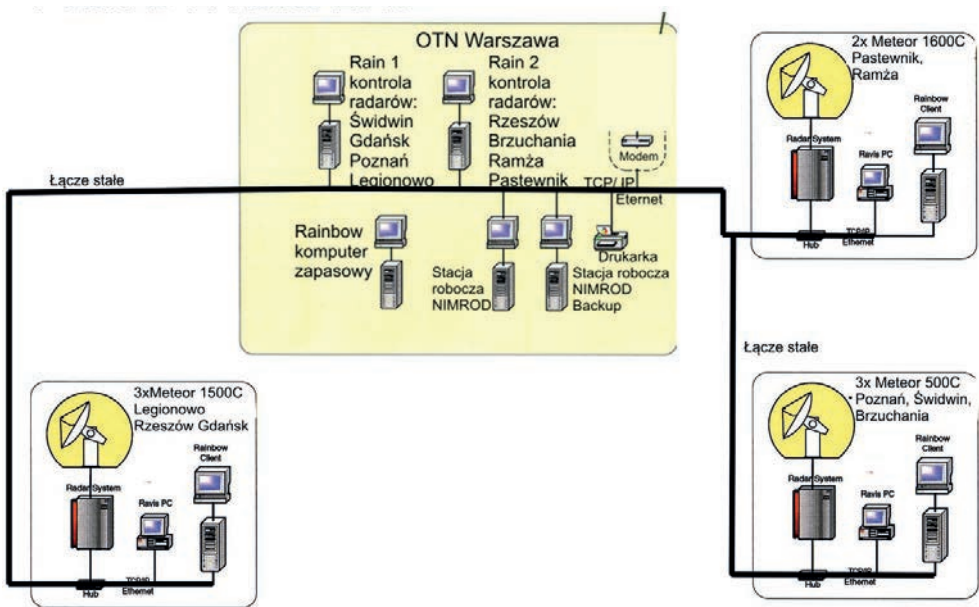 OTN Warszawa
Rain 1
kontrola
radarów:
Świdwin
Gdańsk
Poznań
Legionowo
Rain 2
kontrola
radarów:
Rzeszów
Brzuchania
Ramża
Pastewnik
Modem
TCP/ IP
Eternet
Łącze stałe
Rainbow
komputer
zapasowy
Stacja
robocza
NIMROD
Drukarka
Stacja robocza
NIMROD
Backup
2x Meteor 1600C
Pastewnik,
Ramża
Rainbow
Client
Radar System
Ravis PC
TCP/IP
Ethernet
Hub
Łącze stałe
3xMeteor 1500C
Legionowo
Rzeszów Gdańsk
Rainbow
Client
Radar System
Ravis PC
TCP/IP
Ethernet
Hub
3x Meteor 500C
Poznań, Świdwin,
Brzuchania
Rainbow
Client
Radar System
Ravis PC
TCP/IP
Ethernet
Hub